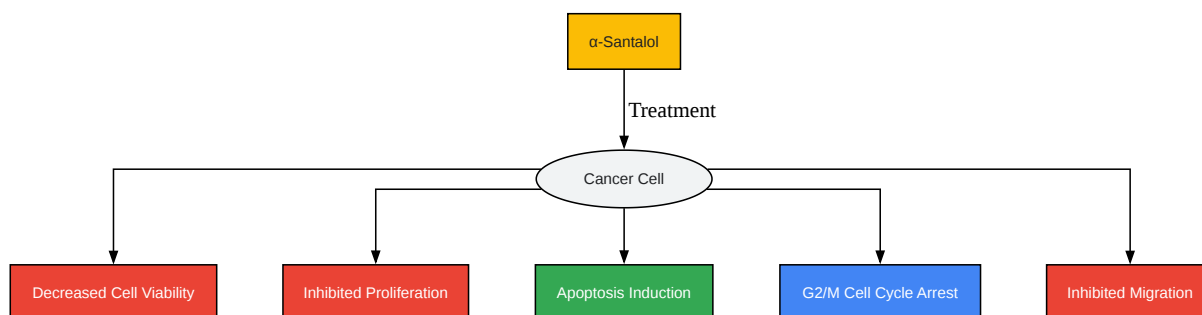 α-Santalol
Treatment
Cancer Cell
Decreased Cell Viability
Inhibited Proliferation
Apoptosis Induction
G2/M Cell Cycle Arrest
Inhibited Migration